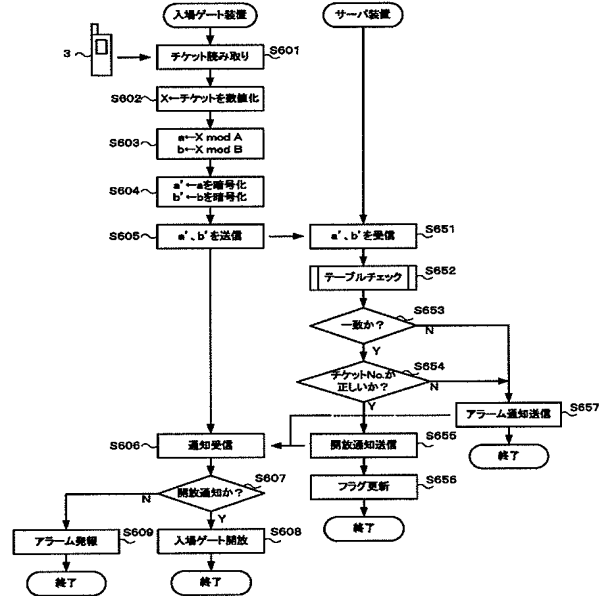 入場ゲート装置
サーバ装置
3
チケット読み取り
S601
S602
X←チケットを数値化
S603
a←X mod A
b←X mod B
S604
a'←aを暗号化
b'←bを暗号化
S605
a'、b'を送信
a'、b'を受信
S651
テーブルチェック
S652
一致か?
S653
N
Y
チケットNo.が
正しいか?
S654
N
Y
アラーム通知送信
S657
終了
S606
通知受信
開放通知送信
S655
開放通知か?
S607
N
Y
フラグ更新
S656
終了
アラーム発報
S609
入場ゲート開放
S608
終了
終了